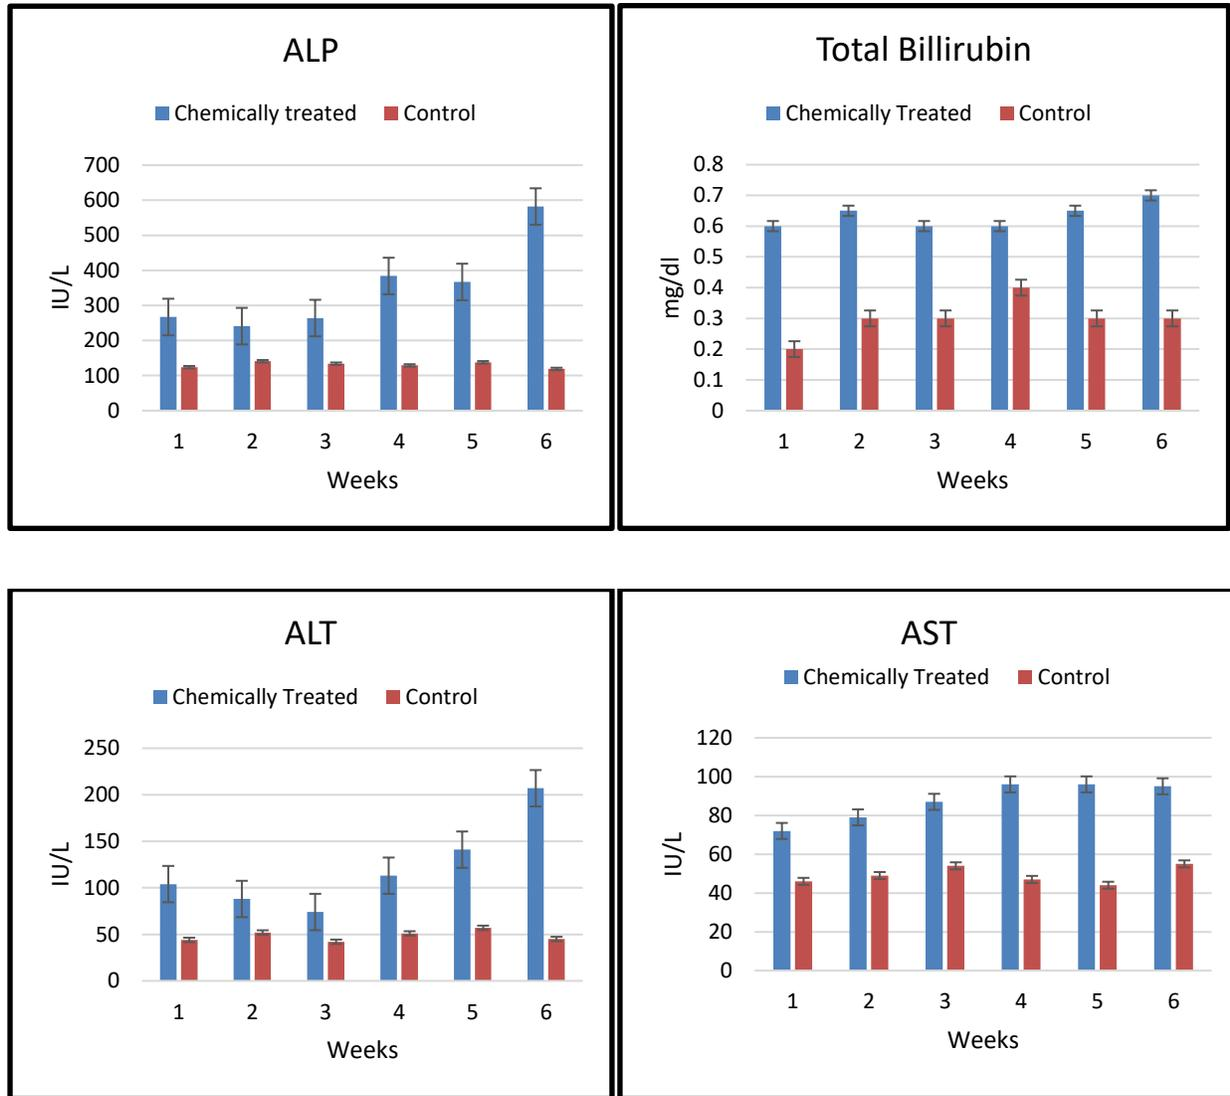 ALP
Chemically treated Control
700
600
500
400
300
200
100
0
IU/L
1 2 3 4 5 6
Weeks
Total Billirubin
Chemically Treated Control
0.8
0.7
0.6
0.5
0.4
0.3
0.2
0.1
0
mg/dl
1 2 3 4 5 6
Weeks
ALT
Chemically Treated Control
250
200
150
100
50
0
IU/L
1 2 3 4 5 6
Weeks
AST
Chemically Treated Control
120
100
80
60
40
20
0
IU/L
1 2 3 4 5 6
Weeks